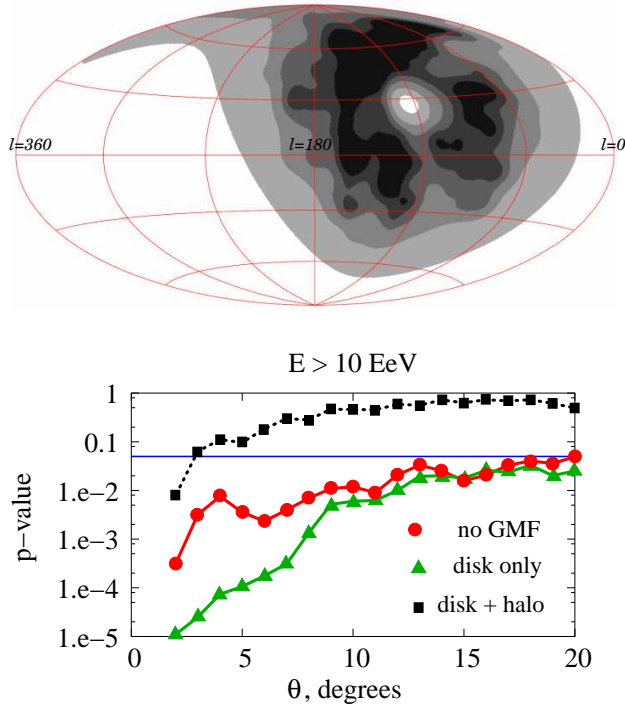 l=360
l=180
l=0
E > 10 EeV
1
0.1
1.e−2
1.e−3
1.e−4
1.e−5
p−value
no GMF
disk only
disk + halo
0
5
10
15
20
θ, degrees